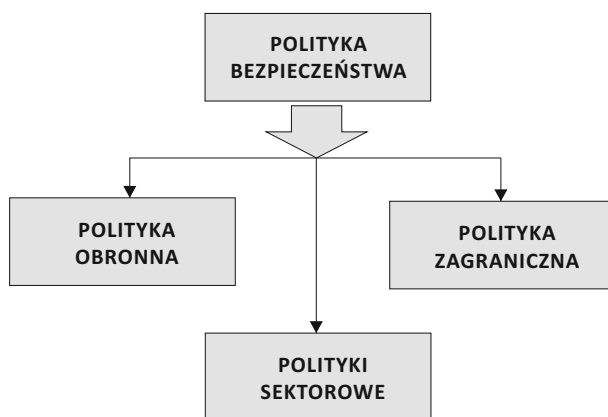 POLITYKA
BEZPIECZEŃSTWA
POLITYKA
OBRONNA
POLITYKA
ZAGRANICZNA
POLITYKI
SEKTOROWE